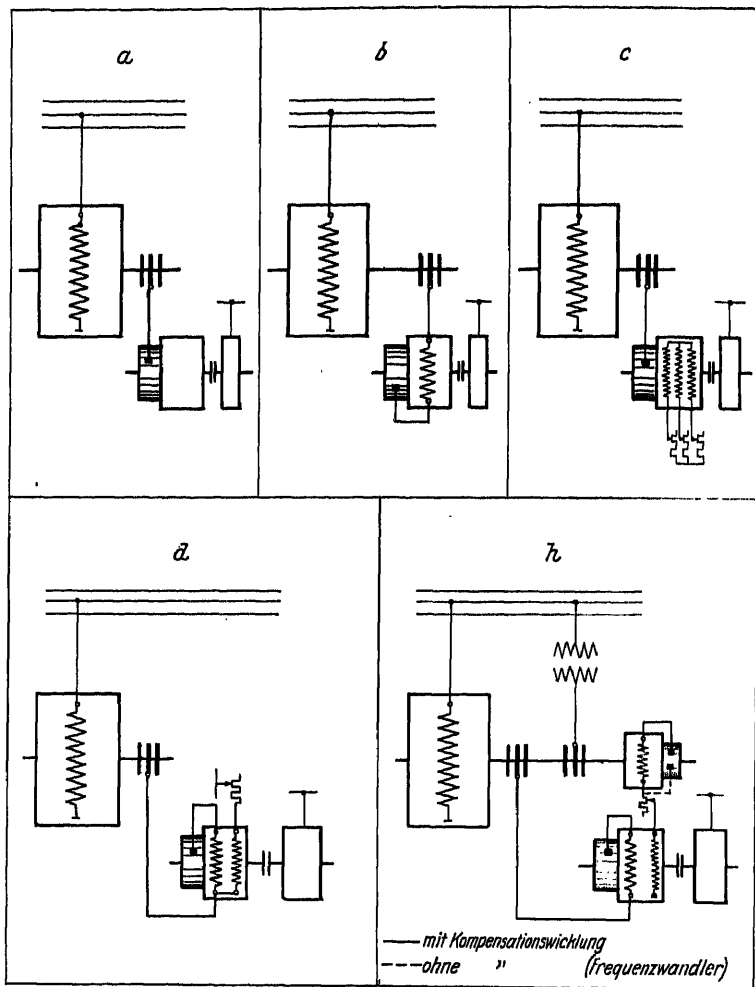 a
b
c
d
h
mit Kompensationswicklung
ohne " (Frequenzwandler)